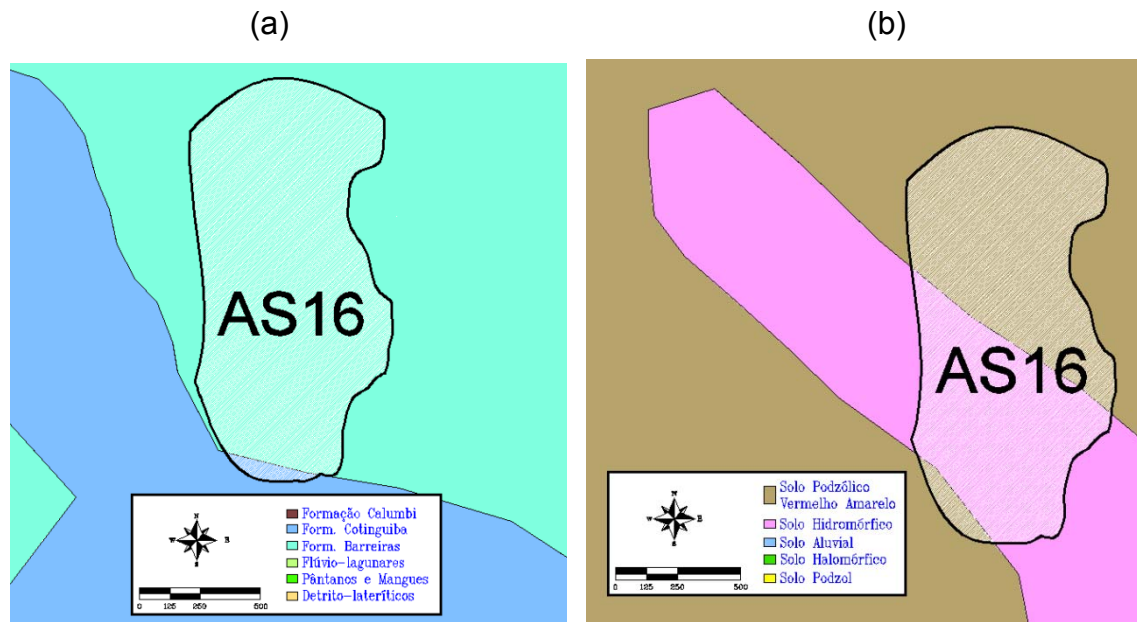 (a)
(b)
AS16
N
W E
S
0 125 250 500
Formação Calumbi
Form. Cotinguiba
Form. Barreiras
Flúvio-lagunares
Pântanos e Mangues
Detrito-lateríticos
AS16
N
W E
S
0 125 250 500
Solo Podzólico
Vermelho Amarelo
Solo Hidromórfico
Solo Aluvial
Solo Halomórfico
Solo Podzol